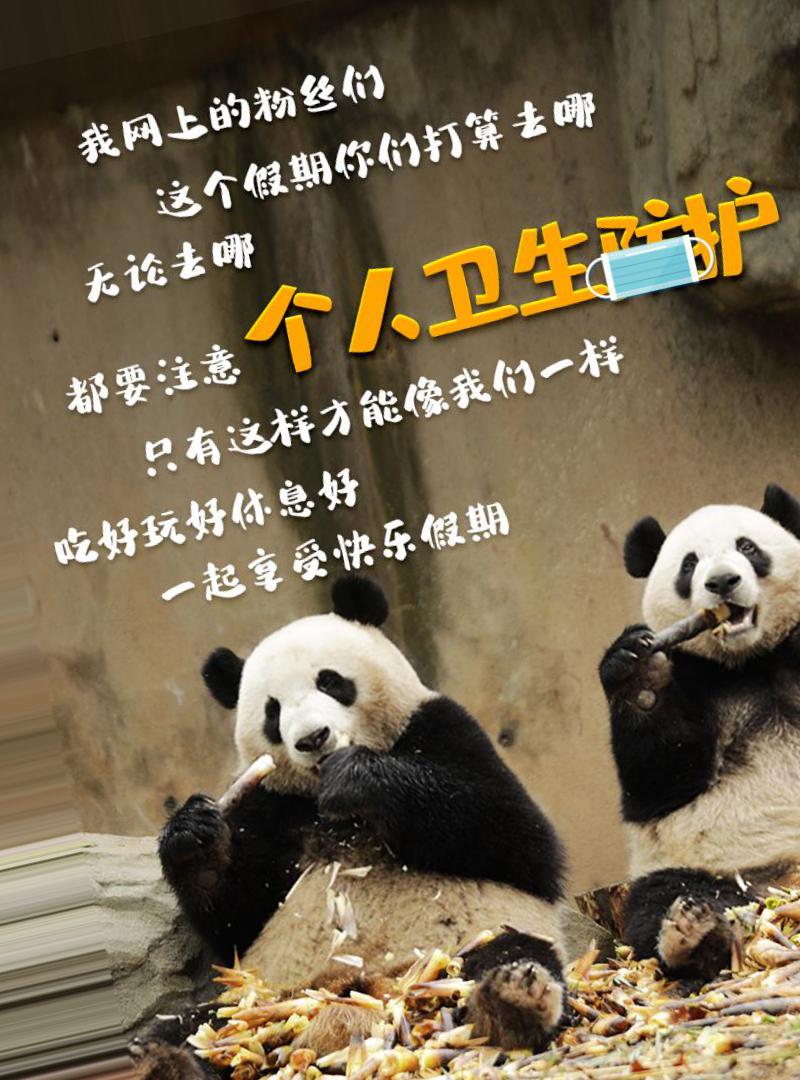 我网上的粉丝们
这个假期你们打算去哪
无论去哪
都要注意 个人卫生防护
只有这样才能像我们一样
吃好玩好休息好
一起享受快乐假期